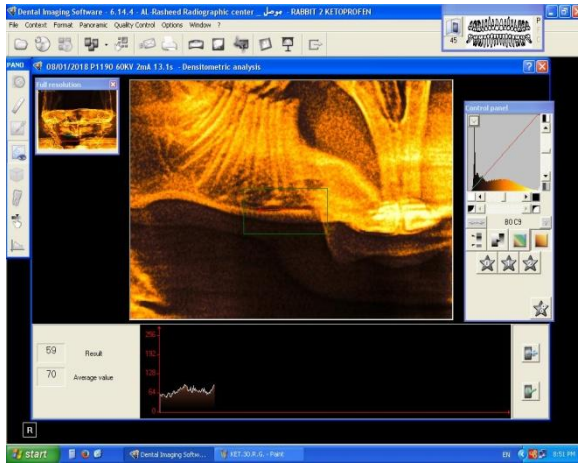 Dental Imaging Software - 6.14.4 - AL-Rasheed Radiographic center _ موصل - RABBIT 2 KETOPROFEN
File Context Format Panoramic Quality Control Options Window ?
45
P
PANO
08/01/2018 P1190 60KV 2mA 13.1s - Densitometric analysis
Full resolution
Control panel
80C9
59 Result
70 Average value
256
192
128
64
0
R
start
Dental Imaging Softw...
KET.30.R.G. - Paint
EN
8:51 PM